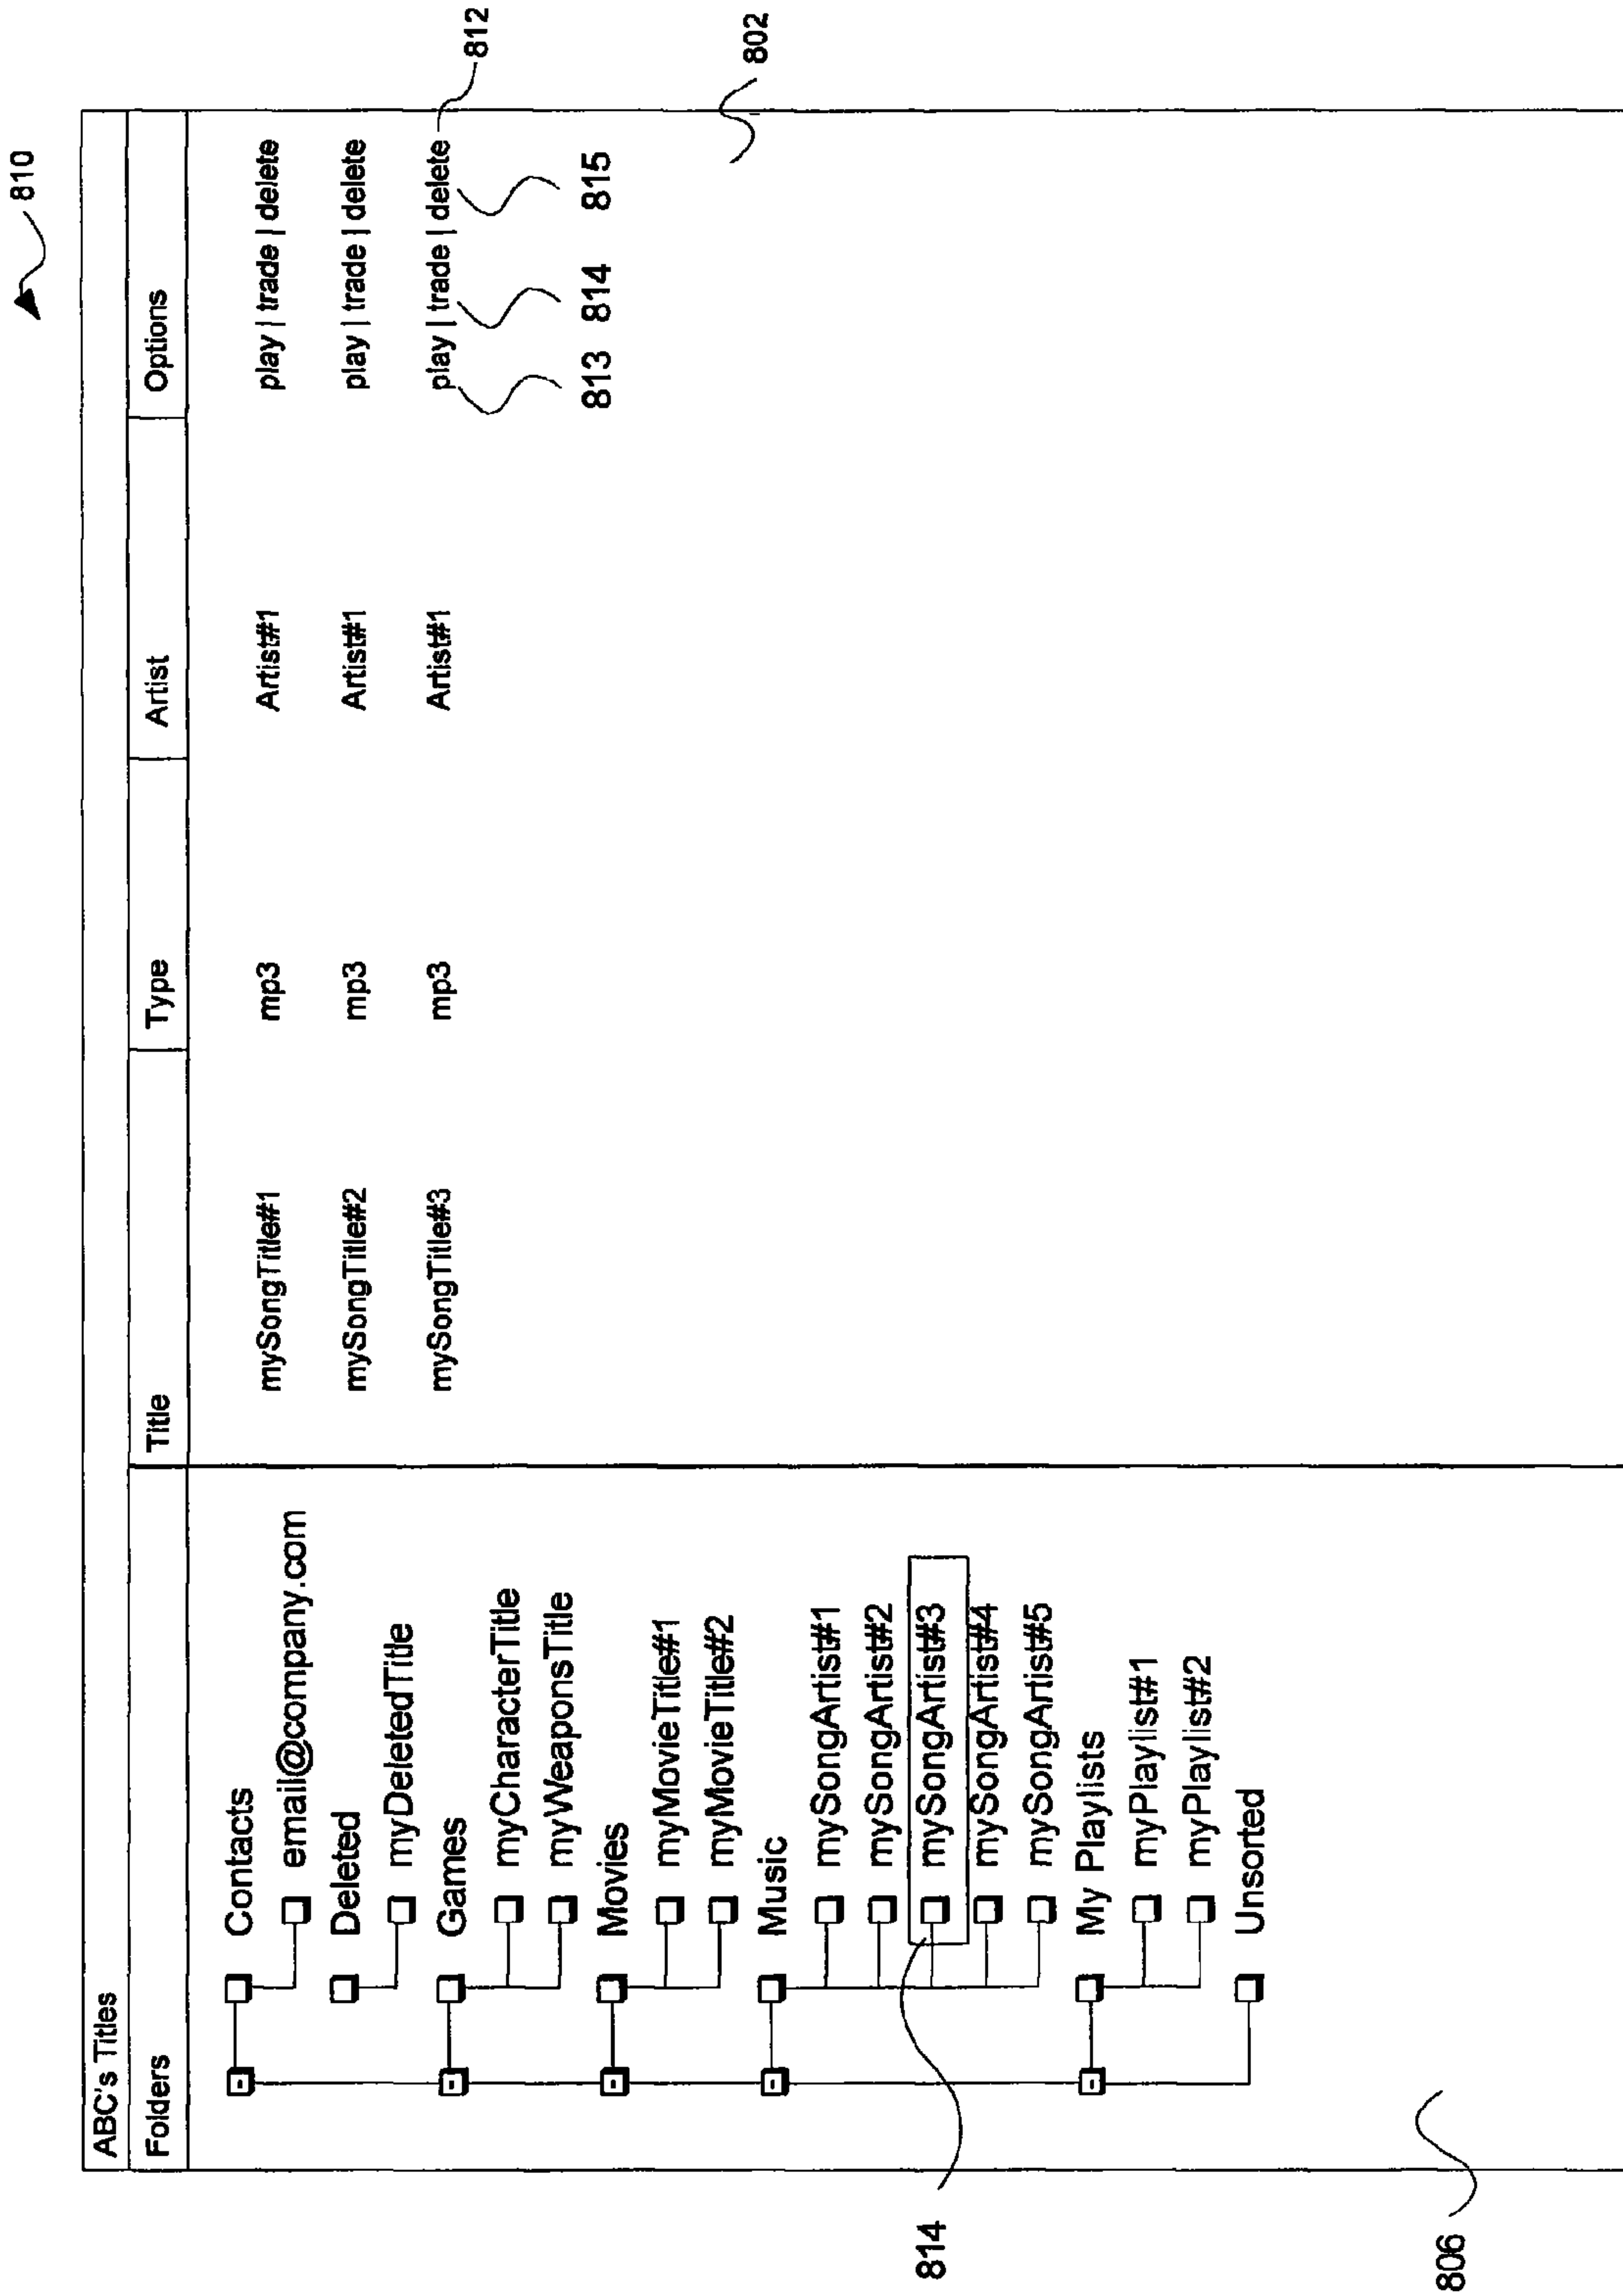 810
ABC's Titles
Folders
Title
Type
Artist
Options
Contacts
email@company.com
Deleted
myDeletedTitle
Games
myCharacterTitle
myWeaponsTitle
Movies
myMovieTitle#1
myMovieTitle#2
Music
mySongArtist#1
mySongArtist#2
mySongArtist#3
mySongArtist#4
mySongArtist#5
My Playlists
myPlaylist#1
myPlaylist#2
Unsorted
814
806
mySongTitle#1 mp3 Artist#1 play | trade | delete
mySongTitle#2 mp3 Artist#1 play | trade | delete
mySongTitle#3 mp3 Artist#1 play | trade | delete
812
813 814 815
802